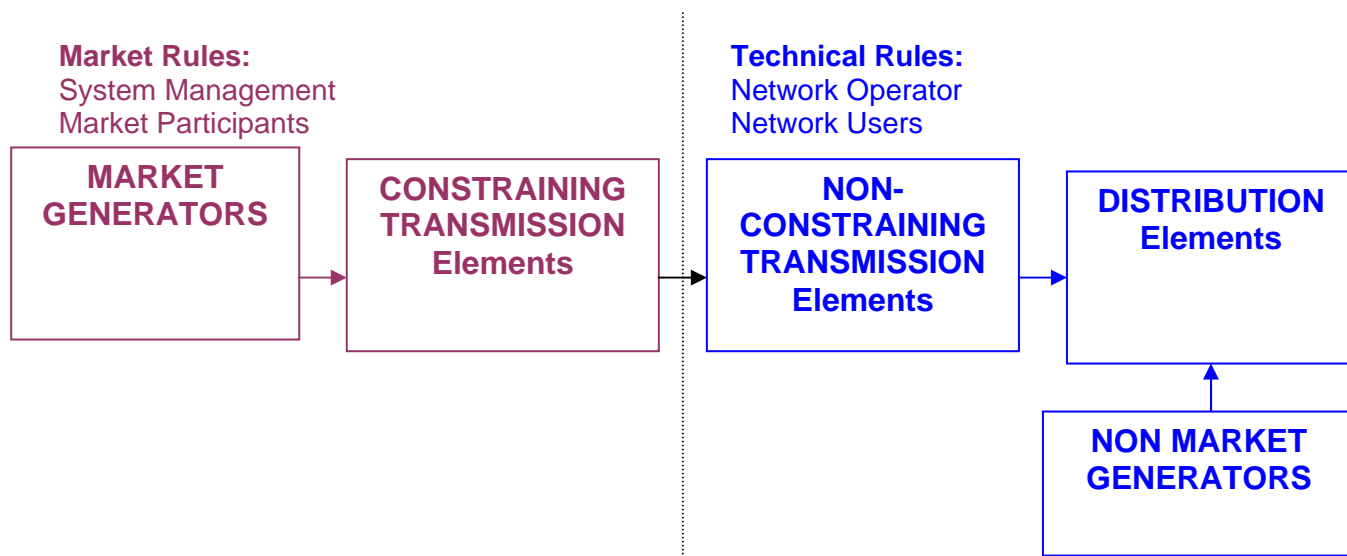 Market Rules:
System Management
Market Participants
Technical Rules:
Network Operator
Network Users
MARKET
GENERATORS
CONSTRAINING
TRANSMISSION
Elements
NON-
CONSTRAINING
TRANSMISSION
Elements
DISTRIBUTION
Elements
NON MARKET
GENERATORS